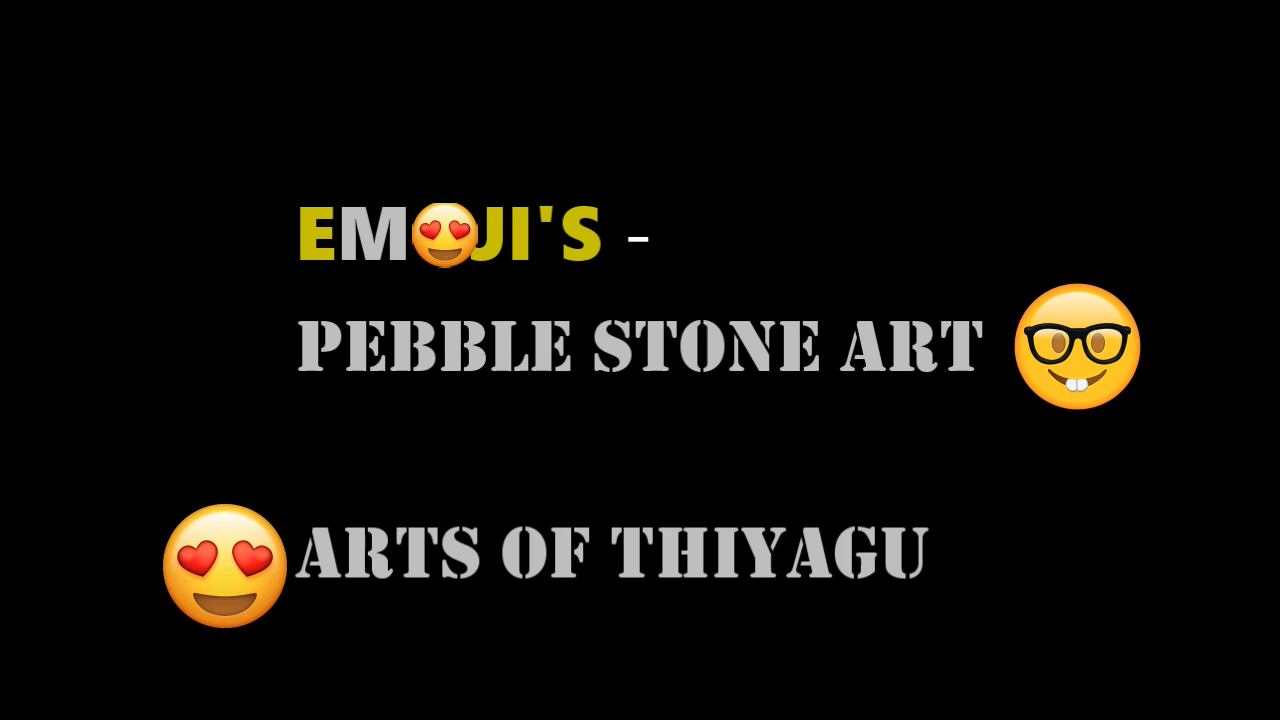 EM😍JI'S -
PEBBLE STONE ART 🤓
😍 ARTS OF THIYAGU